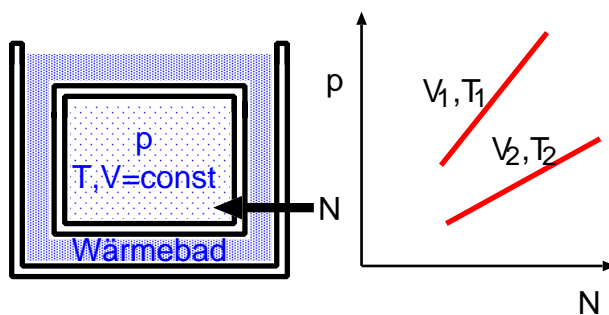 p
T,V=const
N
Wärmebad
p
V1,T1
V2,T2
N